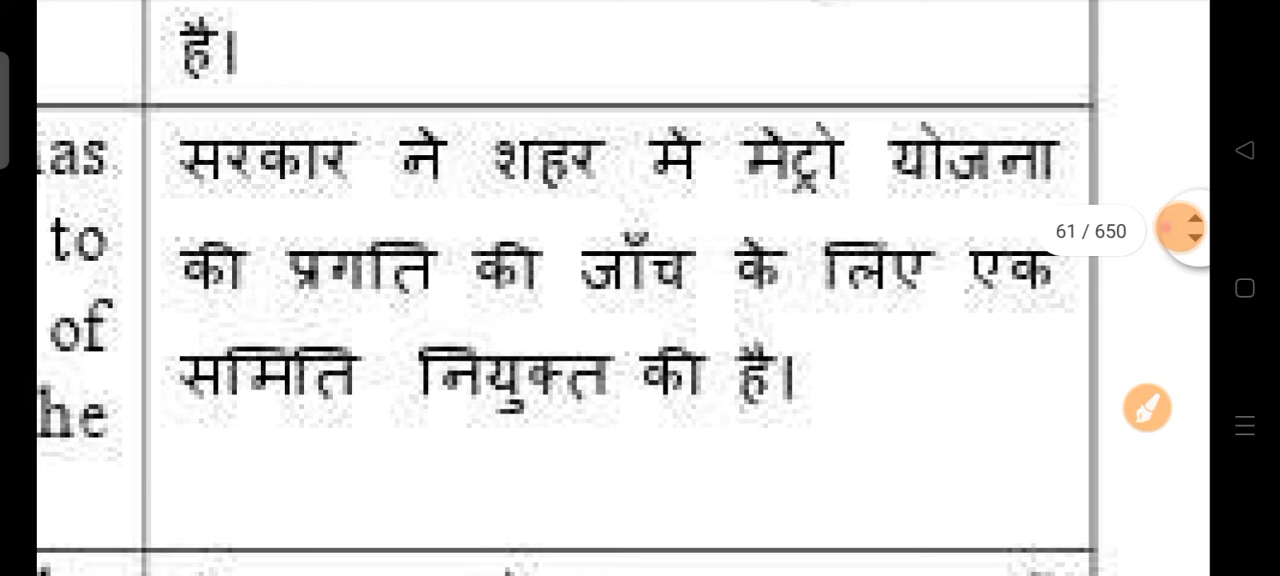 है।
as सरकार ने शहर में मेट्रो योजना
to की प्रगति की जाँच के लिए एक
of समिति नियुक्त की है।
he
61 / 650